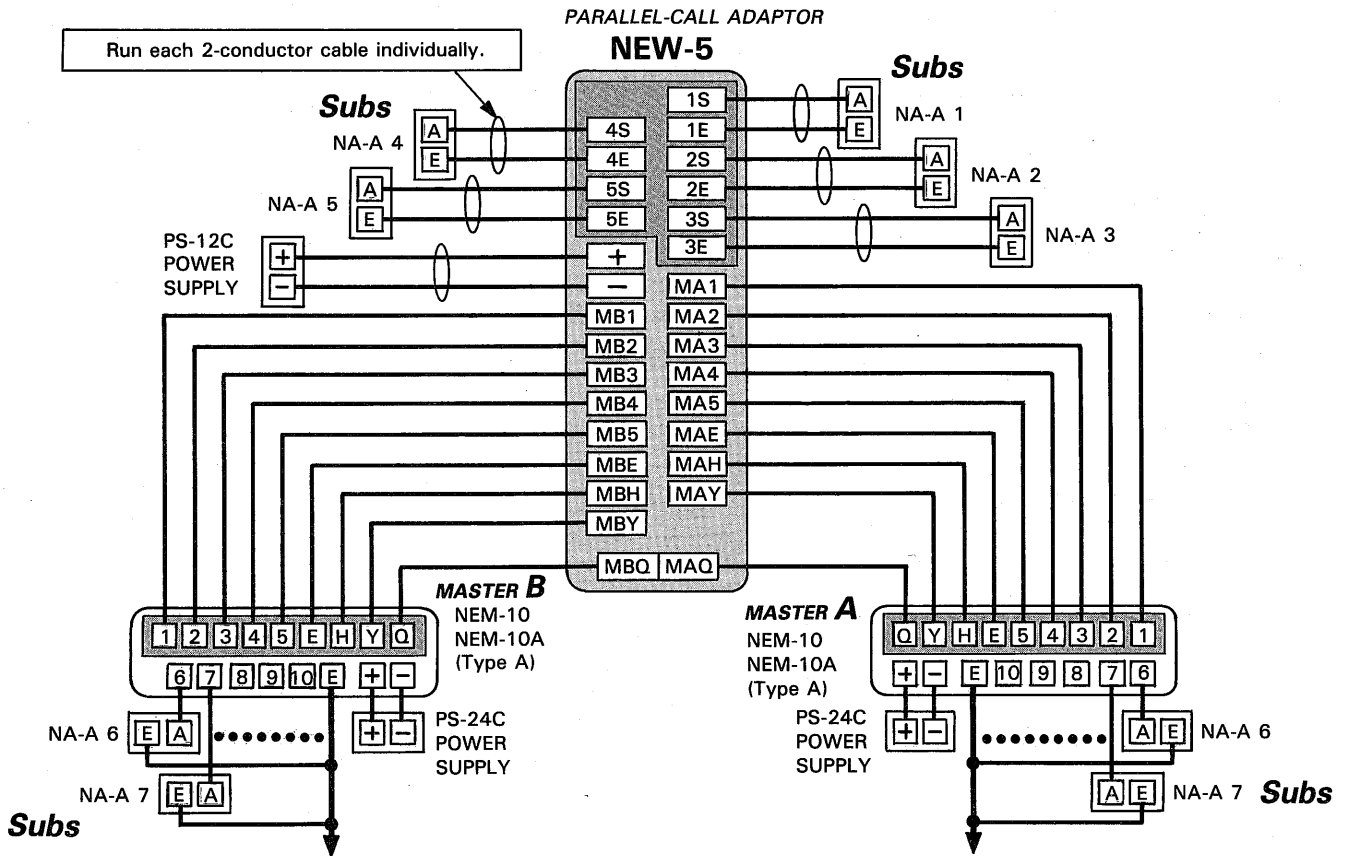 PARALLEL-CALL ADAPTOR
NEW-5
Run each 2-conductor cable individually.
Subs
NA-A 4
A
E
NA-A 5
A
E
PS-12C
POWER
SUPPLY
+
−
4S
4E
5S
5E
+
−
MB1
MB2
MB3
MB4
MB5
MBE
MBH
MBY
MBQ
1S
1E
2S
2E
3S
3E
MA1
MA2
MA3
MA4
MA5
MAE
MAH
MAY
MAQ
Subs
A
E
NA-A 1
A
E
NA-A 2
A
E
NA-A 3
MASTER B
NEM-10
NEM-10A
(Type A)
1 2 3 4 5 E H Y Q
6 7 8 9 10 E + −
NA-A 6
E A
+ −
PS-24C
POWER
SUPPLY
NA-A 7
E A
Subs
MASTER A
NEM-10
NEM-10A
(Type A)
Q Y H E 5 4 3 2 1
+ − E 10 9 8 7 6
PS-24C
POWER
SUPPLY
+ −
A E
NA-A 6
A E
NA-A 7
Subs